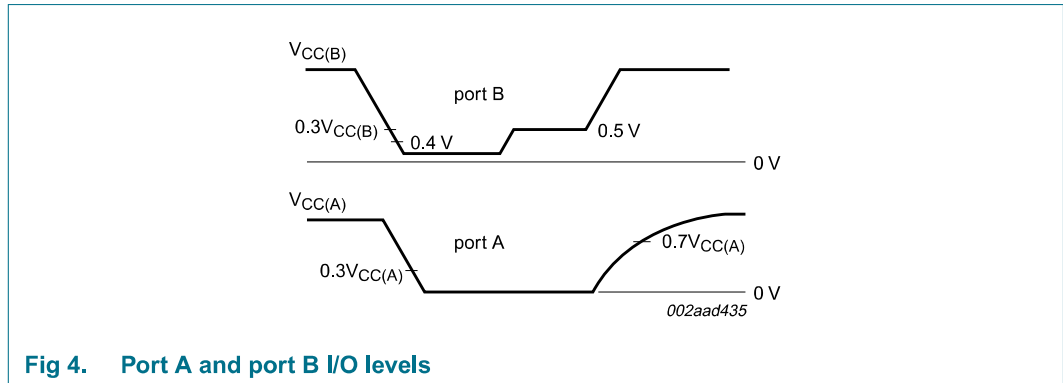 VCC(B)
port B
0.3VCC(B)
0.4 V
0.5 V
0 V
VCC(A)
port A
0.7VCC(A)
0.3VCC(A)
0 V
002aad435
Fig 4. Port A and port B I/O levels